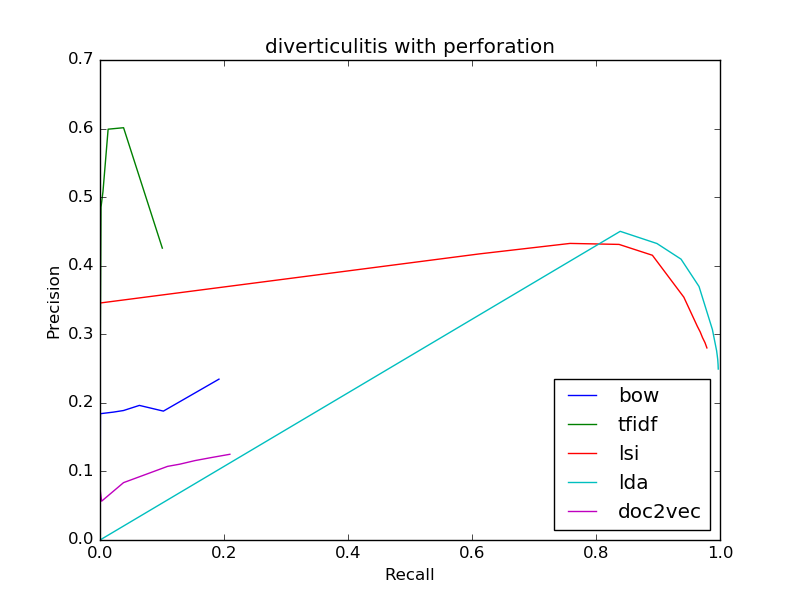 diverticulitis with perforation
0.7
0.6
0.5
0.4
0.3
0.2
0.1
0.0
Precision
bow
tfidf
lsi
lda
doc2vec
0.0 0.2 0.4 0.6 0.8 1.0
Recall